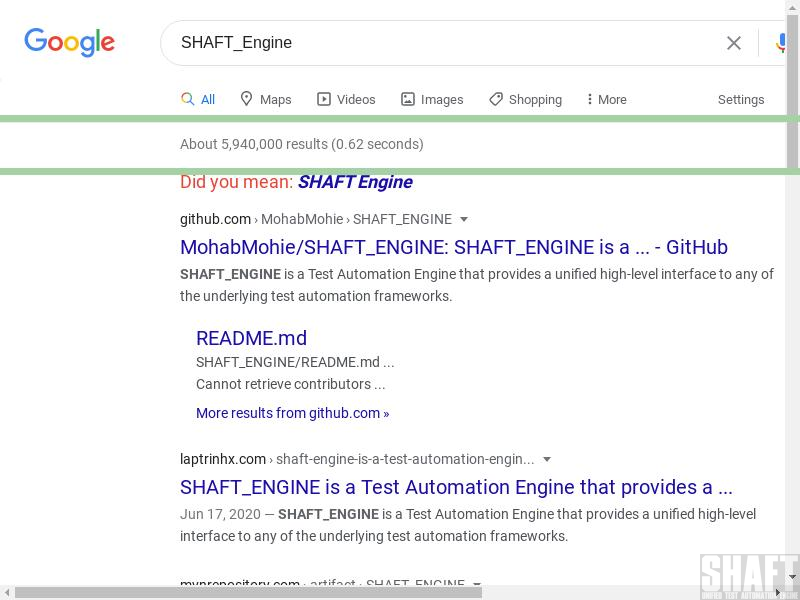 Google
SHAFT_Engine
All Maps Videos Images Shopping More Settings
About 5,940,000 results (0.62 seconds)
Did you mean: SHAFT Engine
github.com › MohabMohie › SHAFT_ENGINE
MohabMohie/SHAFT_ENGINE: SHAFT_ENGINE is a ... - GitHub
SHAFT_ENGINE is a Test Automation Engine that provides a unified high-level interface to any of
the underlying test automation frameworks.
README.md
SHAFT_ENGINE/README.md ...
Cannot retrieve contributors ...
More results from github.com »
laptrinhx.com › shaft-engine-is-a-test-automation-engin...
SHAFT_ENGINE is a Test Automation Engine that provides a ...
Jun 17, 2020 — SHAFT_ENGINE is a Test Automation Engine that provides a unified high-level
interface to any of the underlying test automation frameworks.
mvnrepository.com › artifact › SHAFT_ENGINE
SHAFT